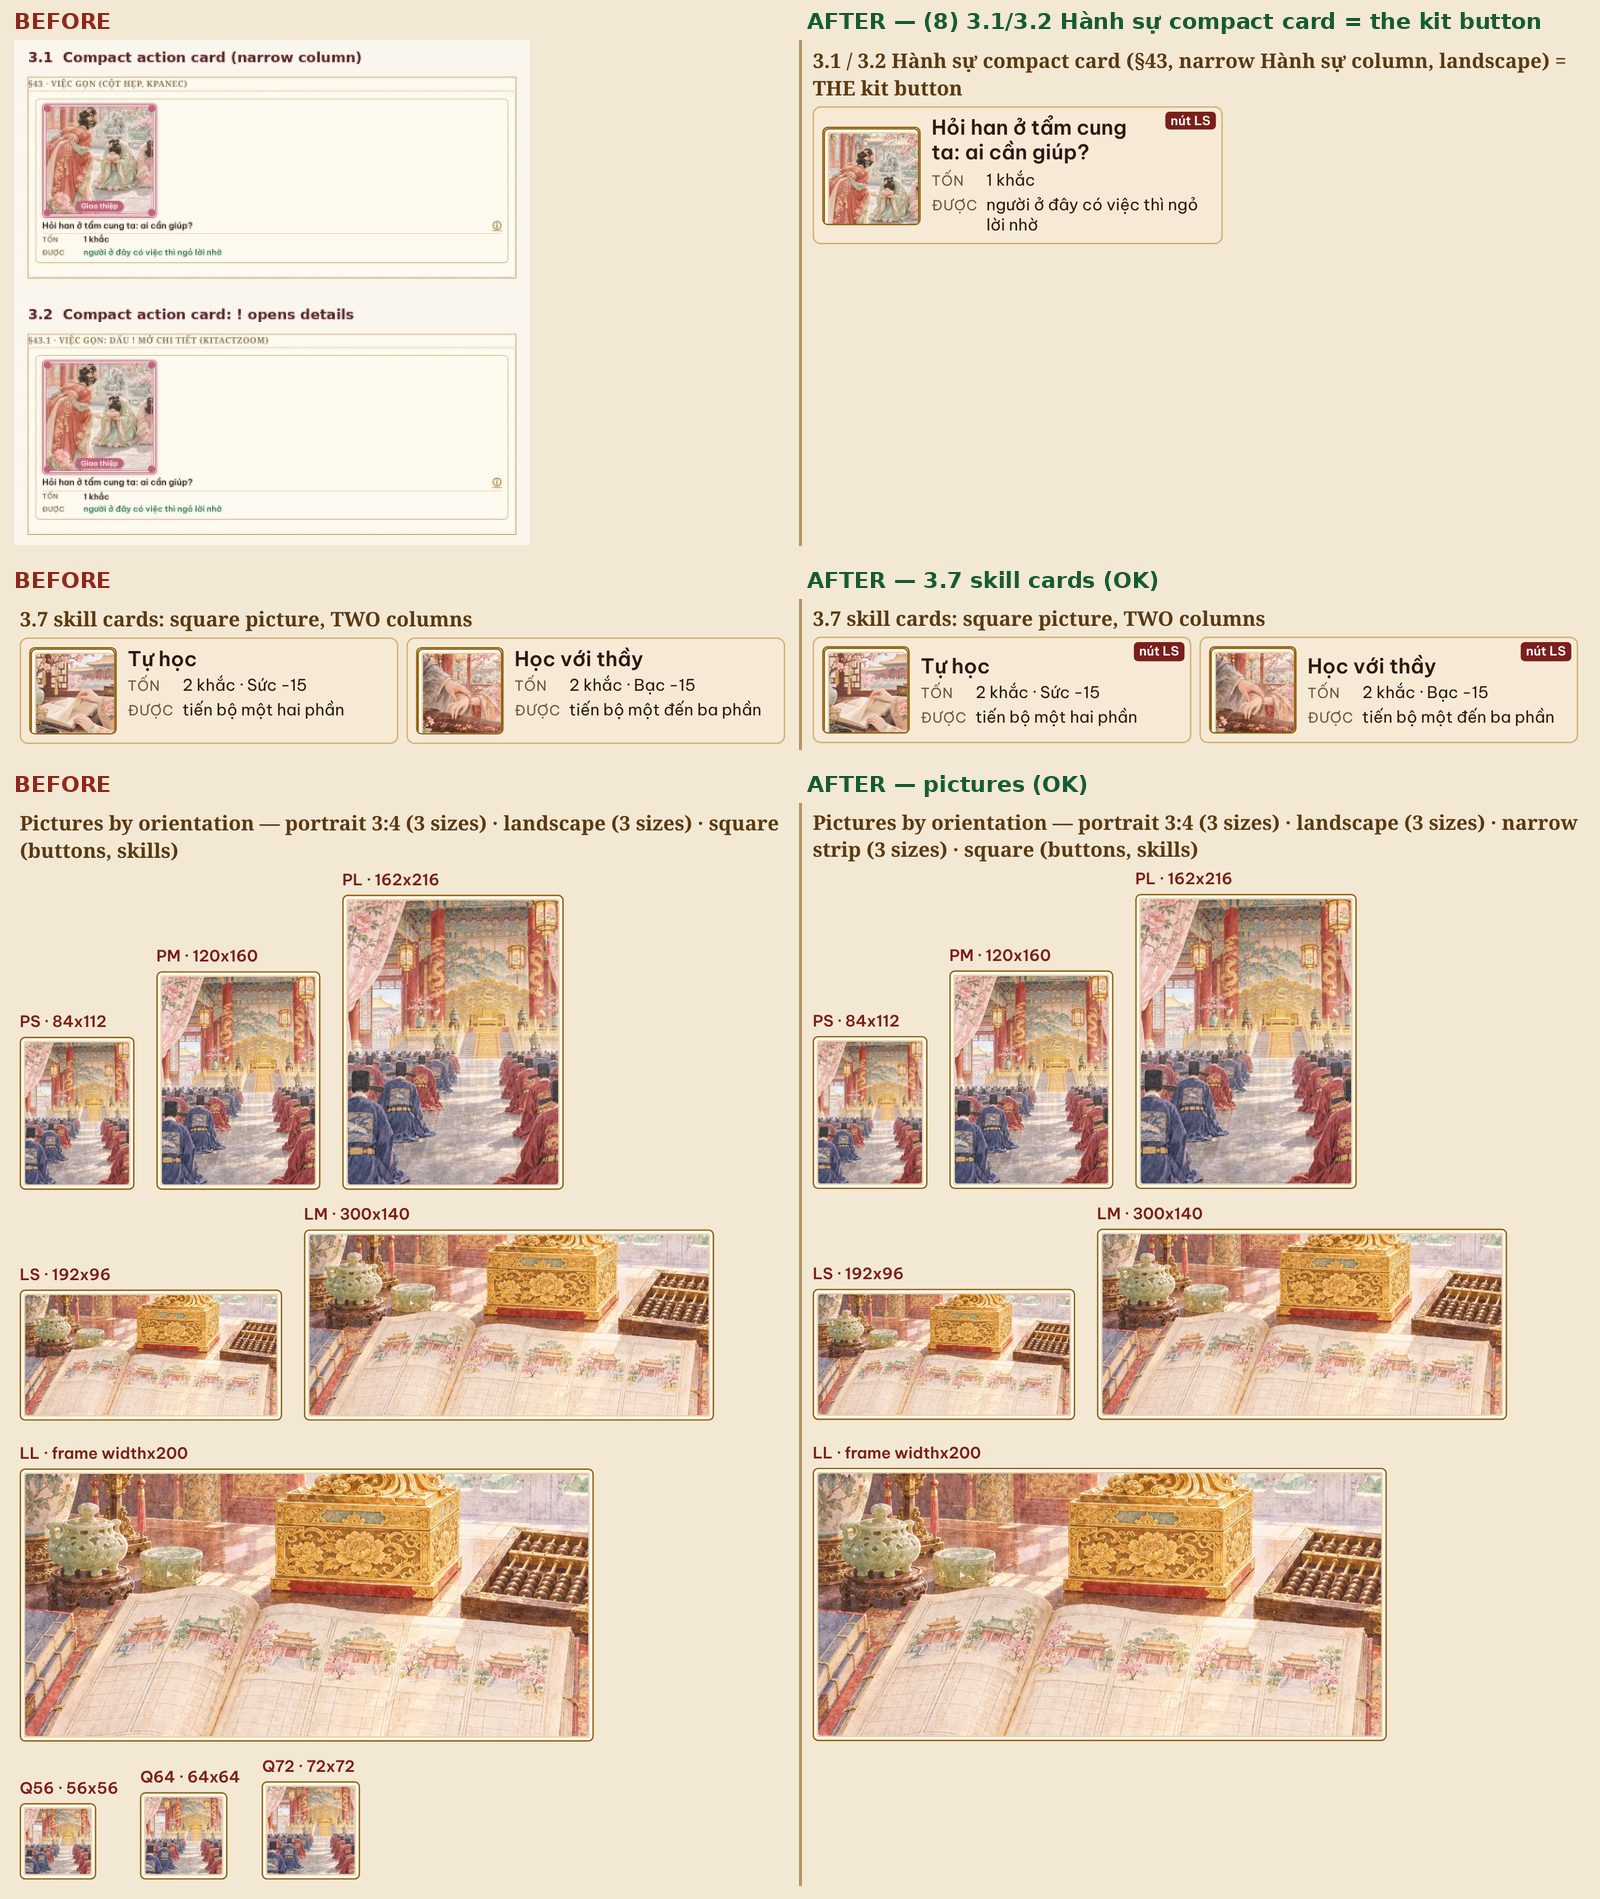 BEFORE
3.1 Compact action card (narrow column)
§43 · VIỆC GỌN (CỘT HẸP, KPANEC)
Giao thiệp
Hỏi han ở tẩm cung ta: ai cần giúp?
TỐN 1 khắc
ĐƯỢC người ở đây có việc thì ngỏ lời nhờ
3.2 Compact action card: ! opens details
§43.1 · VIỆC GỌN: DẤU ! MỞ CHI TIẾT (KITACTZOOM)
Giao thiệp
Hỏi han ở tẩm cung ta: ai cần giúp?
TỐN 1 khắc
ĐƯỢC người ở đây có việc thì ngỏ lời nhờ
AFTER — (8) 3.1/3.2 Hành sự compact card = the kit button
3.1 / 3.2 Hành sự compact card (§43, narrow Hành sự column, landscape) =
THE kit button
nút LS
Hỏi han ở tẩm cung
ta: ai cần giúp?
TỐN 1 khắc
ĐƯỢC người ở đây có việc thì ngỏ
lời nhờ
BEFORE
3.7 skill cards: square picture, TWO columns
Tự học
TỐN 2 khắc · Sức -15
ĐƯỢC tiến bộ một hai phần
Học với thầy
TỐN 2 khắc · Bạc -15
ĐƯỢC tiến bộ một đến ba phần
AFTER — 3.7 skill cards (OK)
3.7 skill cards: square picture, TWO columns
nút LS
Tự học
TỐN 2 khắc · Sức -15
ĐƯỢC tiến bộ một hai phần
nút LS
Học với thầy
TỐN 2 khắc · Bạc -15
ĐƯỢC tiến bộ một đến ba phần
BEFORE
Pictures by orientation — portrait 3:4 (3 sizes) · landscape (3 sizes) · square
(buttons, skills)
PS · 84x112
PM · 120x160
PL · 162x216
LS · 192x96
LM · 300x140
LL · frame widthx200
Q56 · 56x56
Q64 · 64x64
Q72 · 72x72
AFTER — pictures (OK)
Pictures by orientation — portrait 3:4 (3 sizes) · landscape (3 sizes) · narrow
strip (3 sizes) · square (buttons, skills)
PS · 84x112
PM · 120x160
PL · 162x216
LS · 192x96
LM · 300x140
LL · frame widthx200